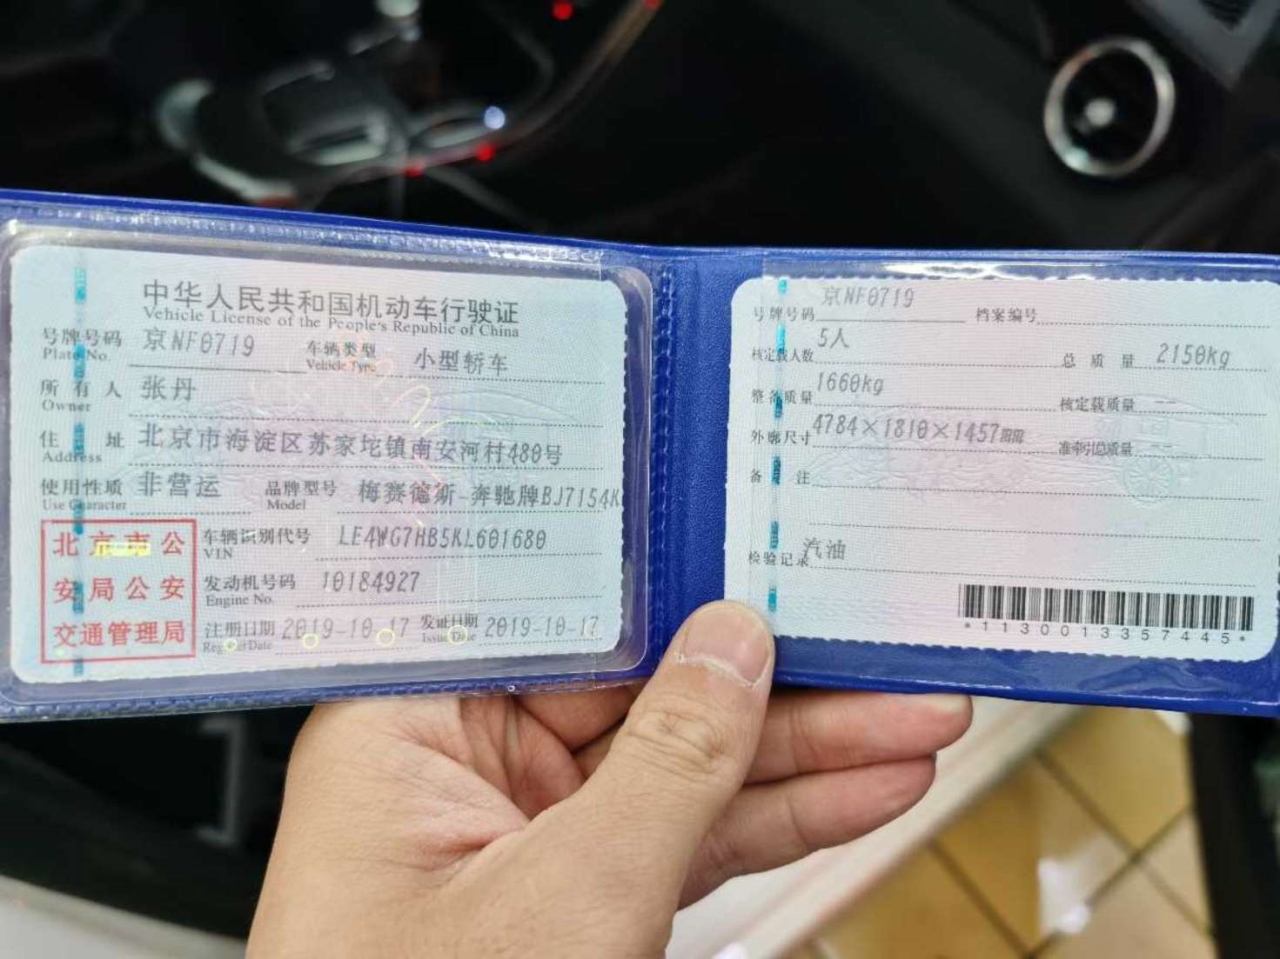 中华人民共和国机动车行驶证
Vehicle License of the People's Republic of China
号牌号码 京NF0719 车辆类型 小型轿车
Plate No. Vehicle Type
所有人 张丹
Owner
住址 北京市海淀区苏家坨镇南安河村480号
Address
使用性质 非营运 品牌型号 梅赛德斯-奔驰牌BJ7154K
Use Character Model
北京市公
安局公安
交通管理局
车辆识别代号 LE4WG7HB5KL601680
VIN
发动机号码 10184927
Engine No.
注册日期 2019-10-17 发证日期 2019-10-17
Register Date Issue Date
号牌号码 京NF0719 档案编号
核定载人数 5人 总质量 2150kg
整备质量 1660kg 核定载质量 --
外廓尺寸 4784×1810×1457mm 准牵引总质量 --
备注
检验记录 汽油
*1130013357445*